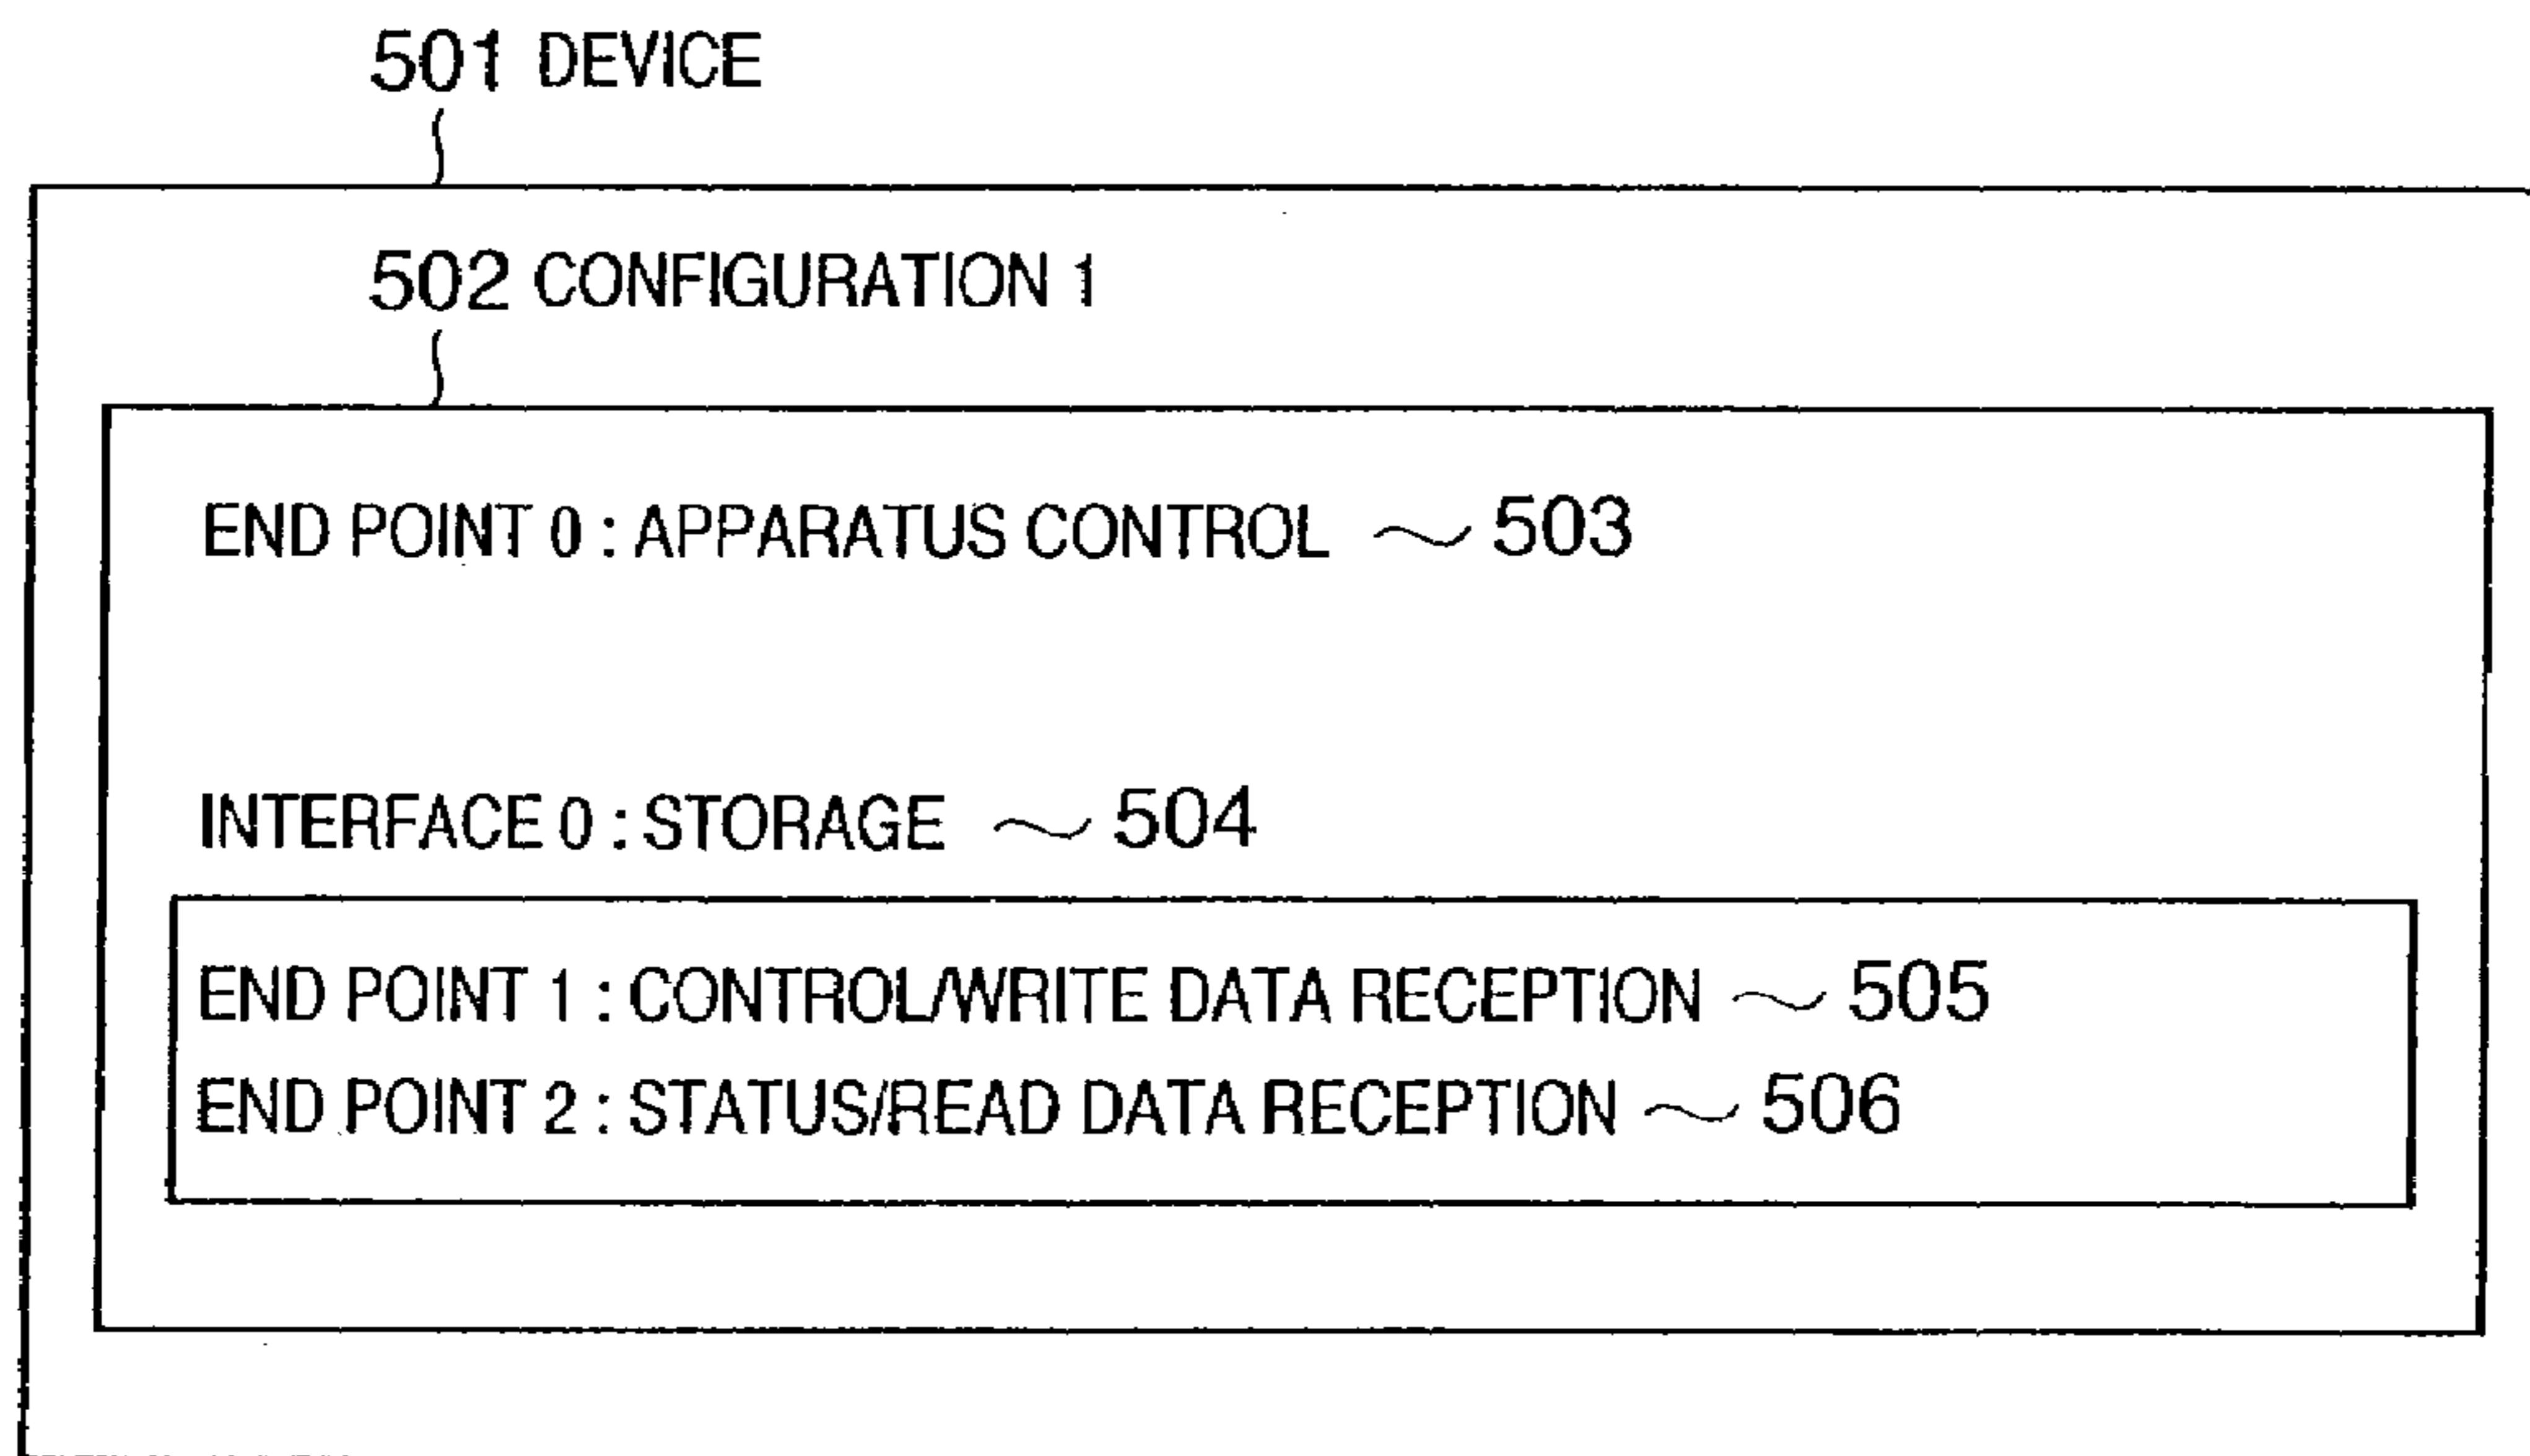 501 DEVICE
502 CONFIGURATION 1
END POINT 0 : APPARATUS CONTROL 503
INTERFACE 0 : STORAGE 504
END POINT 1 : CONTROL/WRITE DATA RECEPTION 505
END POINT 2 : STATUS/READ DATA RECEPTION 506